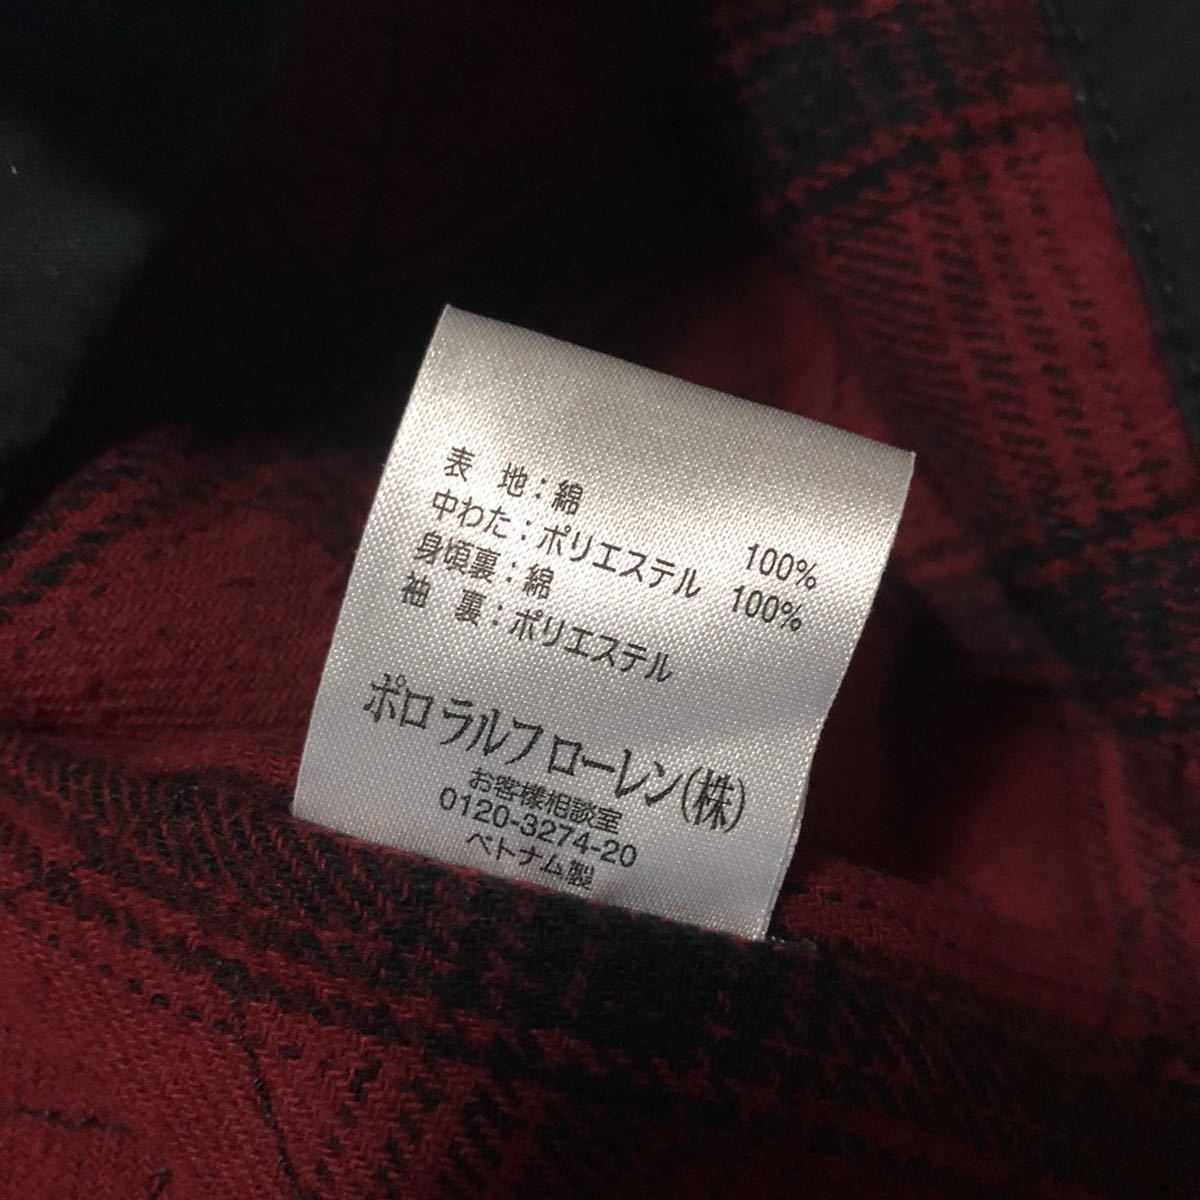 表 地：綿 100%
中わた：ポリエステル 100%
身頃裏：綿
袖 裏：ポリエステル
ポロ ラルフ ローレン(株)
お客様相談室
0120-3274-20
ベトナム製